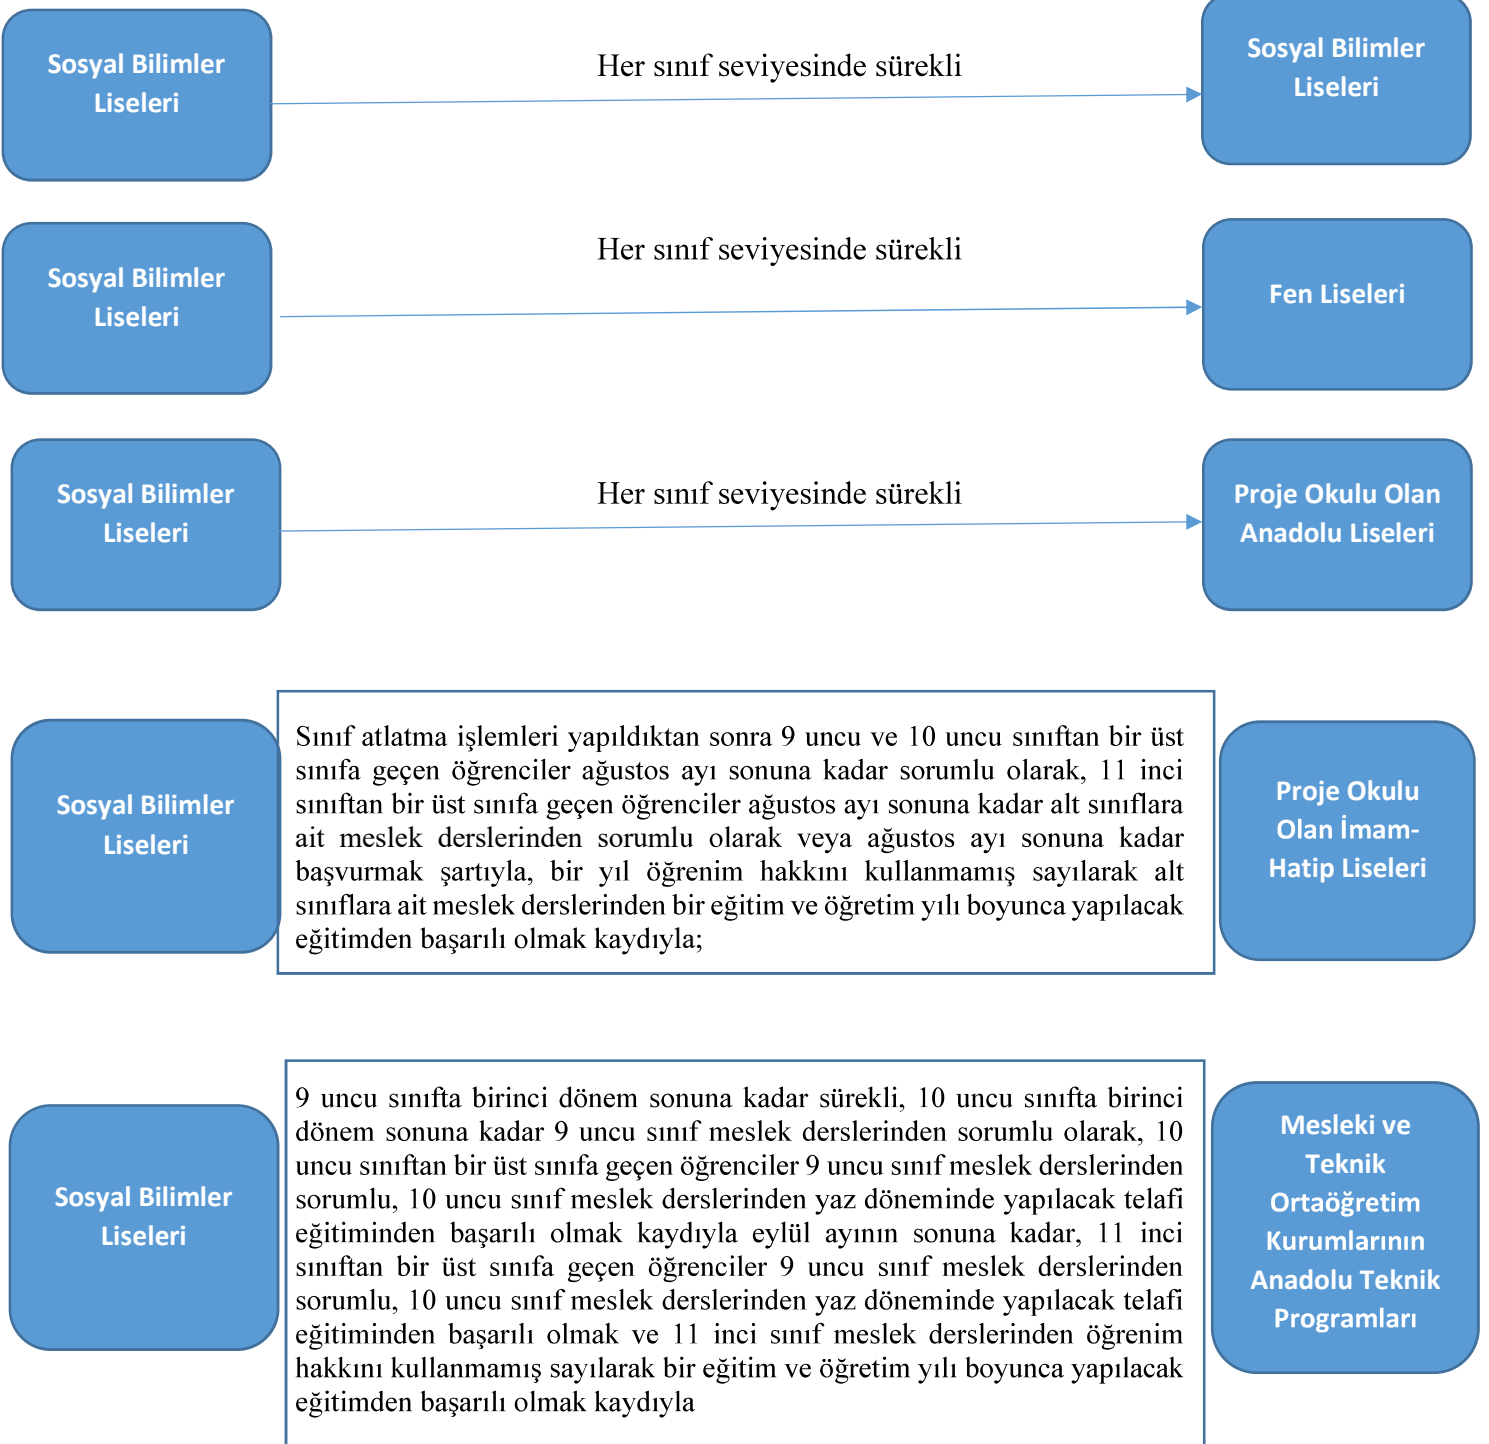 Sosyal Bilimler
Liseleri
Her sınıf seviyesinde sürekli
Sosyal Bilimler
Liseleri
Sosyal Bilimler
Liseleri
Her sınıf seviyesinde sürekli
Fen Liseleri
Sosyal Bilimler
Liseleri
Her sınıf seviyesinde sürekli
Proje Okulu Olan
Anadolu Liseleri
Sosyal Bilimler
Liseleri
Sınıf atlatma işlemleri yapıldıktan sonra 9 uncu ve 10 uncu sınıftan bir üst
sınıfa geçen öğrenciler ağustos ayı sonuna kadar sorumlu olarak, 11 inci
sınıftan bir üst sınıfa geçen öğrenciler ağustos ayı sonuna kadar alt sınıflara
ait meslek derslerinden sorumlu olarak veya ağustos ayı sonuna kadar
başvurmak şartıyla, bir yıl öğrenim hakkını kullanmamış sayılarak alt
sınıflara ait meslek derslerinden bir eğitim ve öğretim yılı boyunca yapılacak
eğitimden başarılı olmak kaydıyla;
Proje Okulu
Olan İmam-
Hatip Liseleri
Sosyal Bilimler
Liseleri
9 uncu sınıfta birinci dönem sonuna kadar sürekli, 10 uncu sınıfta birinci
dönem sonuna kadar 9 uncu sınıf meslek derslerinden sorumlu olarak, 10
uncu sınıftan bir üst sınıfa geçen öğrenciler 9 uncu sınıf meslek derslerinden
sorumlu, 10 uncu sınıf meslek derslerinden yaz döneminde yapılacak telafi
eğitiminden başarılı olmak kaydıyla eylül ayının sonuna kadar, 11 inci
sınıftan bir üst sınıfa geçen öğrenciler 9 uncu sınıf meslek derslerinden
sorumlu, 10 uncu sınıf meslek derslerinden yaz döneminde yapılacak telafi
eğitiminden başarılı olmak ve 11 inci sınıf meslek derslerinden öğrenim
hakkını kullanmamış sayılarak bir eğitim ve öğretim yılı boyunca yapılacak
eğitimden başarılı olmak kaydıyla
Mesleki ve
Teknik
Ortaöğretim
Kurumlarının
Anadolu Teknik
Programları